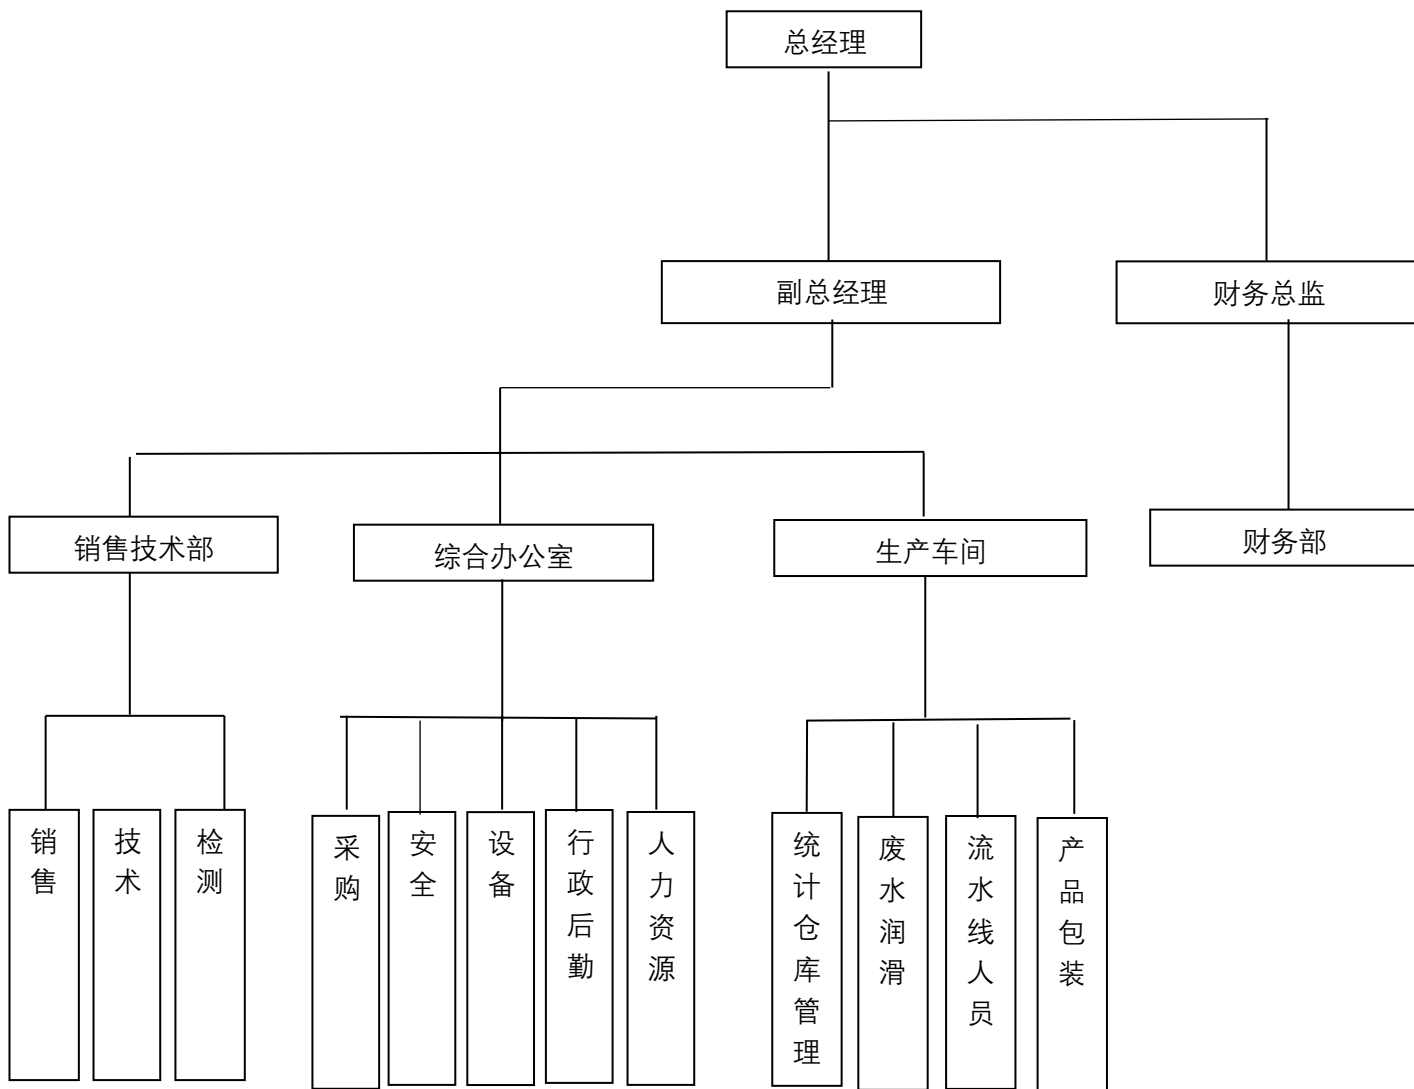 总经理
副总经理
财务总监
销售技术部
综合办公室
生产车间
财务部
销售
技术
检测
采购
安全
设备
行政后勤
人力资源
统计仓库管理
废水润滑
流水线人员
产品包装